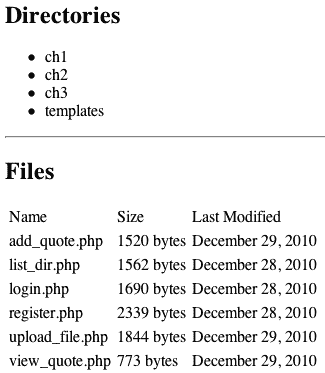 Directories
ch1
ch2
ch3
templates
Files
Name Size Last Modified
add_quote.php 1520 bytes December 29, 2010
list_dir.php 1562 bytes December 28, 2010
login.php 1690 bytes December 28, 2010
register.php 2339 bytes December 28, 2010
upload_file.php 1844 bytes December 29, 2010
view_quote.php 773 bytes December 29, 2010